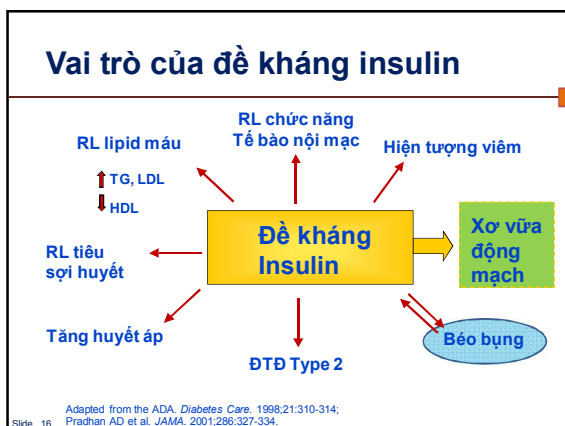 Vai trò của đề kháng insulin
RL chức năng
Tế bào nội mạc
RL lipid máu
Hiện tượng viêm
TG, LDL
HDL
Đề kháng
Insulin
Xơ vữa
động
mạch
RL tiêu
sợi huyết
Tăng huyết áp
ĐTĐ Type 2
Béo bụng
Adapted from the ADA. Diabetes Care. 1998;21:310-314;
Slide 16 Pradhan AD et al. JAMA. 2001;286:327-334.